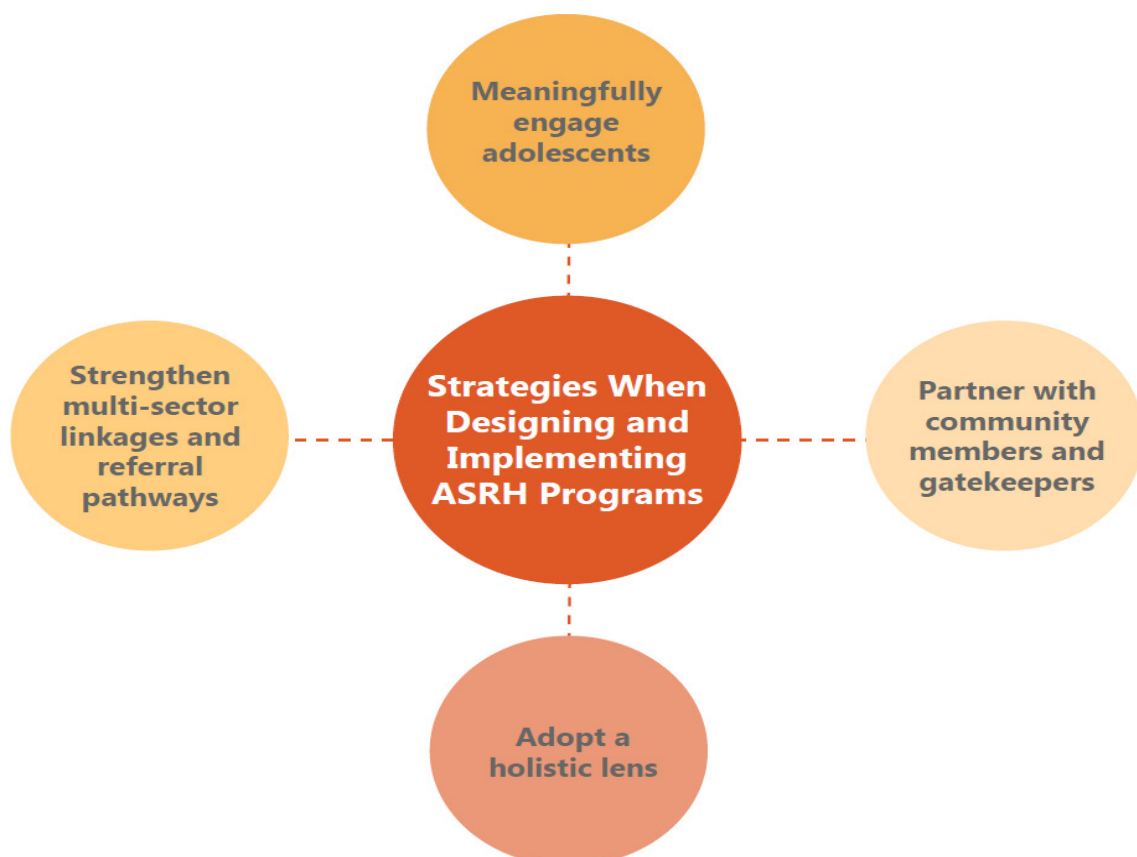 Meaningfully
engage
adolescents
Strengthen
multi-sector
linkages and
referral
pathways
Strategies When
Designing and
Implementing
ASRH Programs
Partner with
community
members and
gatekeepers
Adopt a
holistic lens